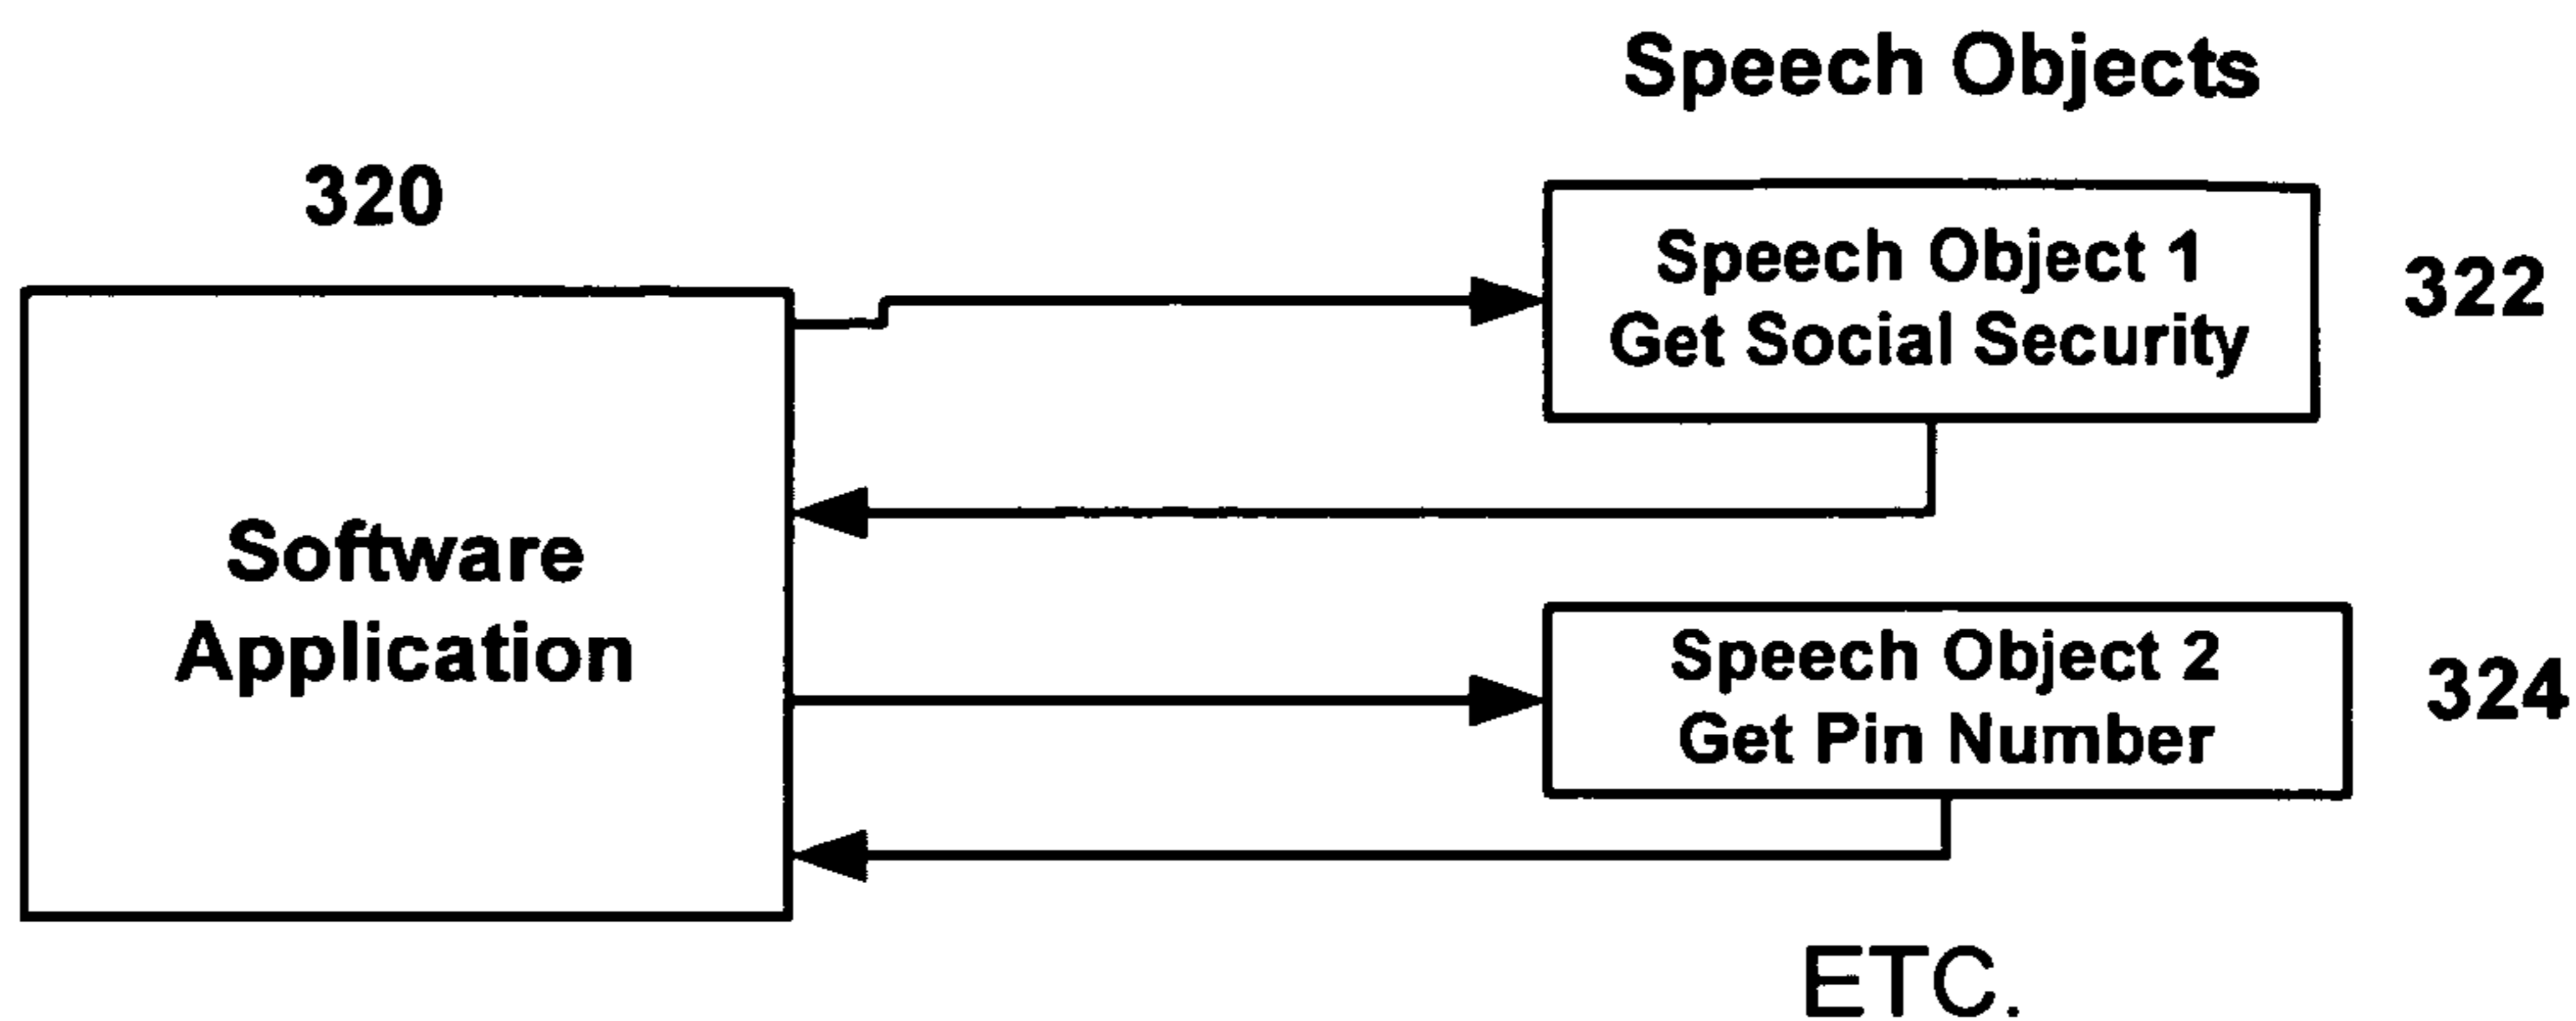 Speech Objects
320
Speech Object 1
Get Social Security
322
Software
Application
Speech Object 2
Get Pin Number
324
ETC.